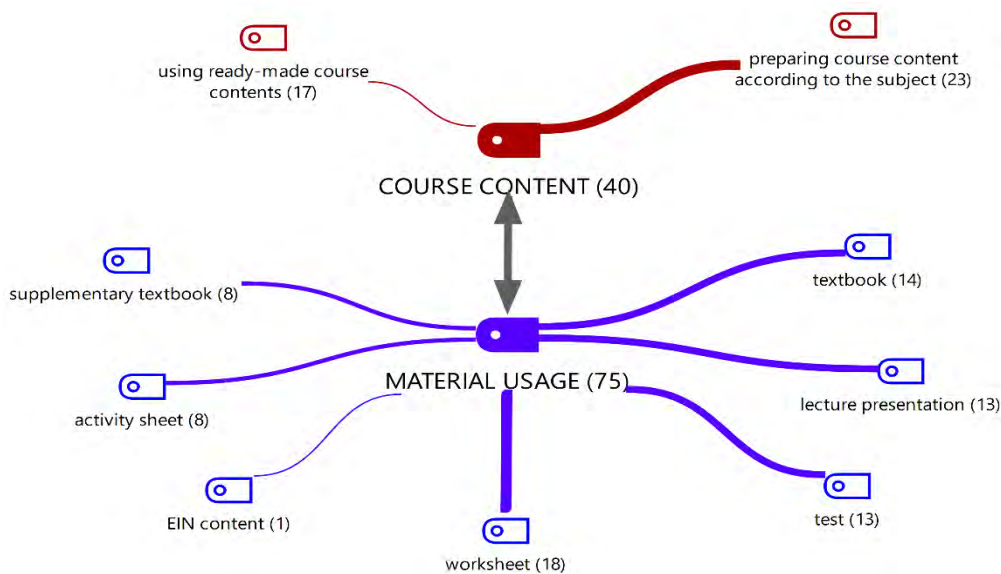 using ready-made course
contents (17)
preparing course content
according to the subject (23)
COURSE CONTENT (40)
supplementary textbook (8)
textbook (14)
MATERIAL USAGE (75)
activity sheet (8)
lecture presentation (13)
EIN content (1)
test (13)
worksheet (18)